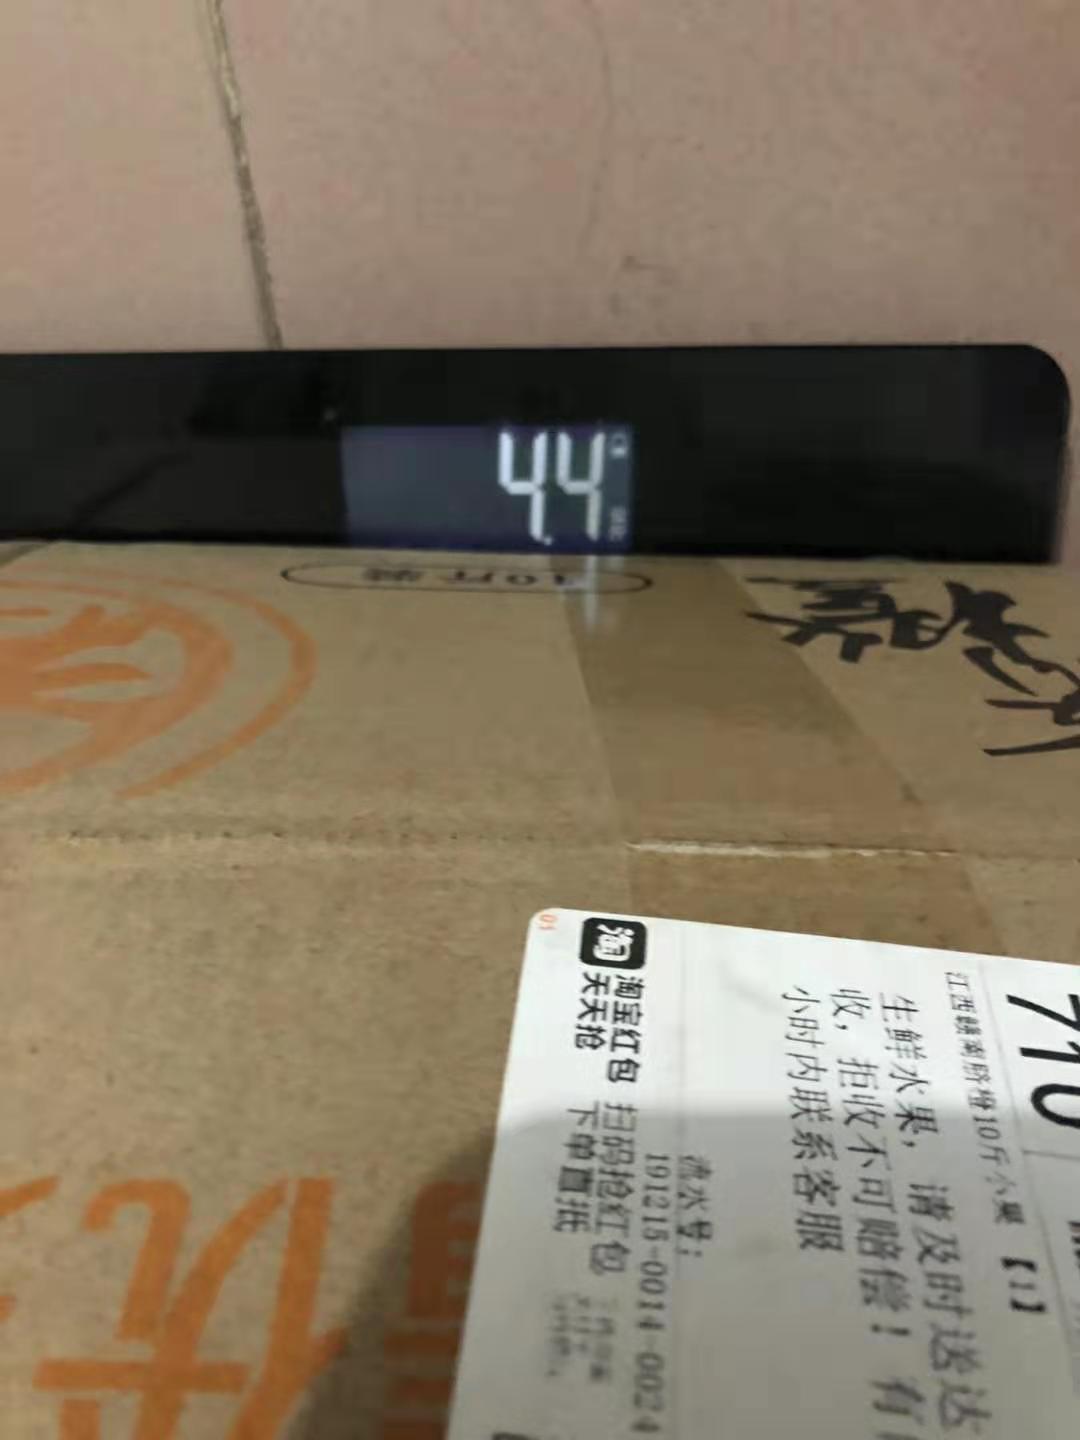 4.4
10斤装
淘
淘宝红包
天天抢
扫码抢红包
下单直抵
流水号：
191215-0014-0024
710
江西赣南脐橙10斤小果【1】
生鲜水果，请及时送达
收，拒收不可赔偿！有
小时内联系客服
优